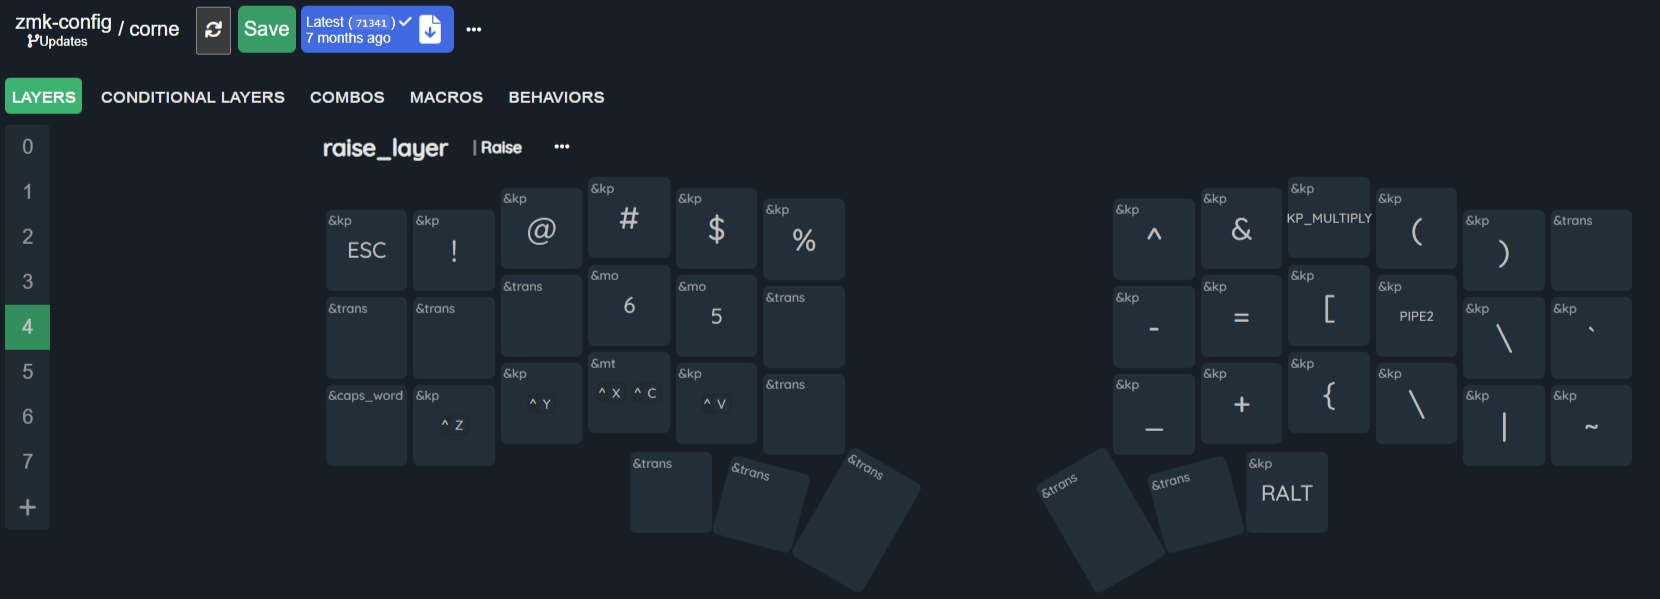 zmk-config / corne
Updates
Save
Latest ( 71341 )
7 months ago
LAYERS CONDITIONAL LAYERS COMBOS MACROS BEHAVIORS
0
1
2
3
4
5
6
7
+
raise_layer | Raise ...
&kp ESC
&kp !
&kp @
&kp #
&kp $
&kp %
&kp ^
&kp &
&kp KP_MULTIPLY
&kp (
&kp )
&trans
&trans
&trans
&trans
&mo 6
&mo 5
&trans
&kp -
&kp =
&kp [
&kp PIPE2
&kp \
&kp `
&caps_word
&kp ^ Z
&kp ^ Y
&mt ^ X ^ C
&kp ^ V
&trans
&kp _
&kp +
&kp {
&kp \
&kp |
&kp ~
&trans
&trans
&trans
&trans
&trans
&kp RALT